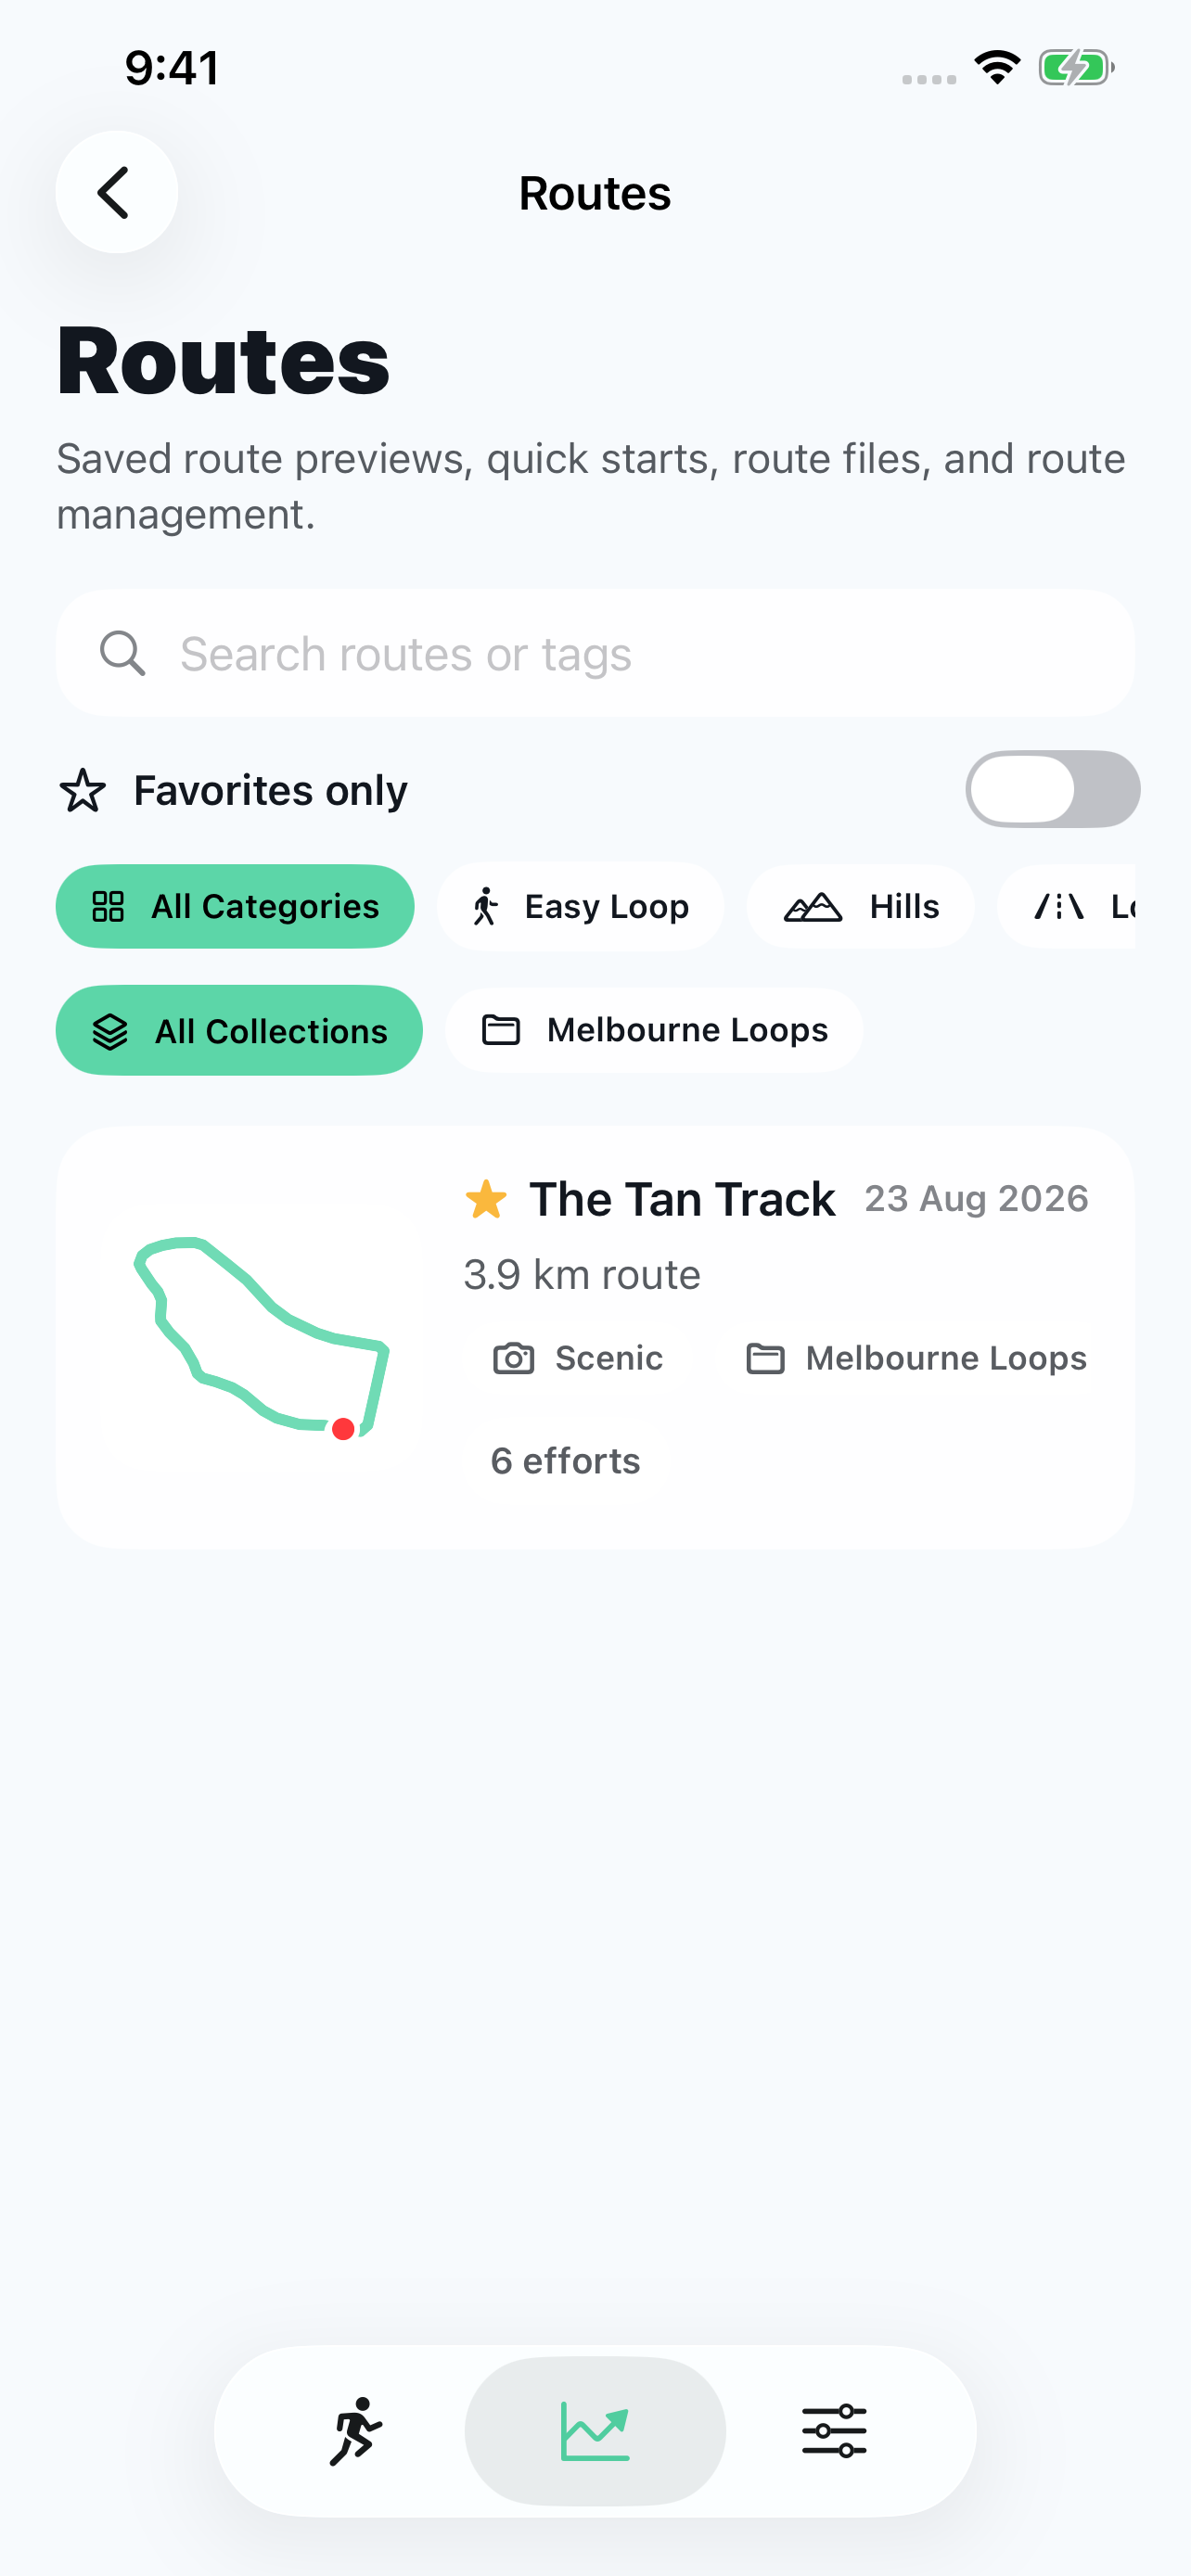 9:41
Routes
Routes
Saved route previews, quick starts, route files, and route
management.
Search routes or tags
Favorites only
All Categories
Easy Loop
Hills
All Collections
Melbourne Loops
The Tan Track
23 Aug 2026
3.9 km route
Scenic
Melbourne Loops
6 efforts